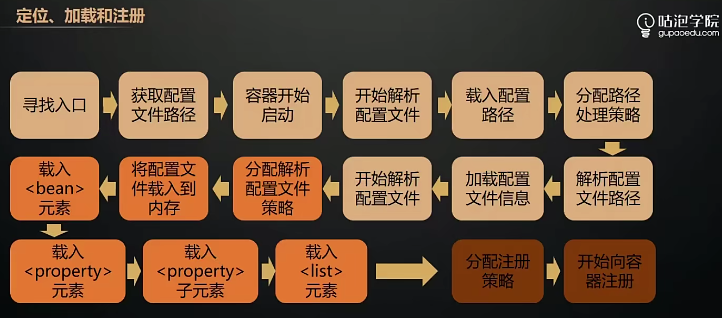 定位、加载和注册
咕泡学院
gupaoedu.com
寻找入口
获取配置
文件路径
容器开始
启动
开始解析
配置文件
载入配置
路径
分配路径
处理策略
解析配置
文件路径
加载配置
文件信息
开始解析
配置文件
分配解析
配置文件
策略
将配置文
件载入到
内存
载入
<bean>
元素
载入
<property>
元素
载入
<property>
子元素
载入
<list>
元素
分配注册
策略
开始向容
器注册